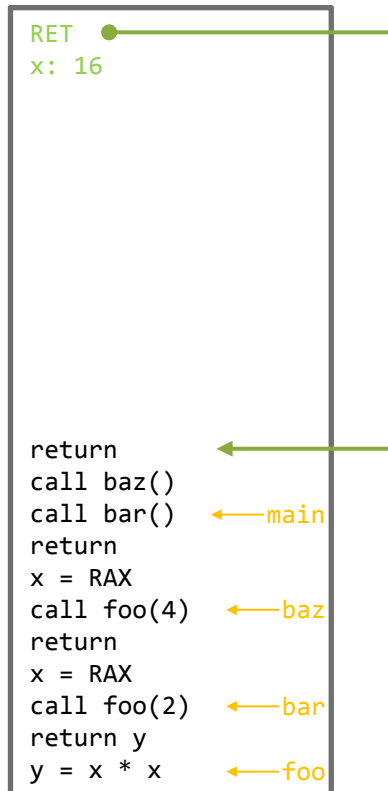 RET
x: 16
return
call baz()
call bar() main
return
x = RAX
call foo(4) baz
return
x = RAX
call foo(2) bar
return y
y = x * x foo